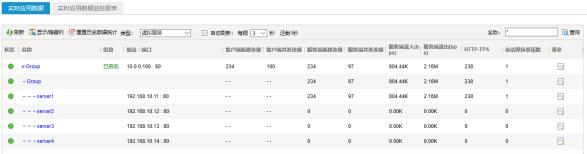 实时应用数据 实时应用数据监控报表
刷新 显示/隐藏列 重置历史数据统计 类型: 虚拟服务 自动刷新: 每隔 3 秒 还剩1秒 名称: * 查询
状态 名称 信息 地址 : 端口 客户端新建连接 客户端并发连接 服务端新建连接 服务端并发连接 服务端流入(bps) 服务端流出(bps) HTTP-TPS 会话保持表项数 更多
v-Group 已启动 10.0.0.100 : 80 234 100 234 97 804.44K 2.16M 238 1
- Group - - - - 234 97 804.44K 2.16M 238 1
- - - server1 192.168.10.11 : 80 - - - - 234 97 804.44K 2.16M 238 1
- - - server2 192.168.10.12 : 80 - - - - 0 0 0.00K 0.00K 0 0
- - - server3 192.168.10.13 : 80 - - - - 0 0 0.00K 0.00K 0 0
- - - server4 192.168.10.14 : 80 - - - - 0 0 0.00K 0.00K 0 0